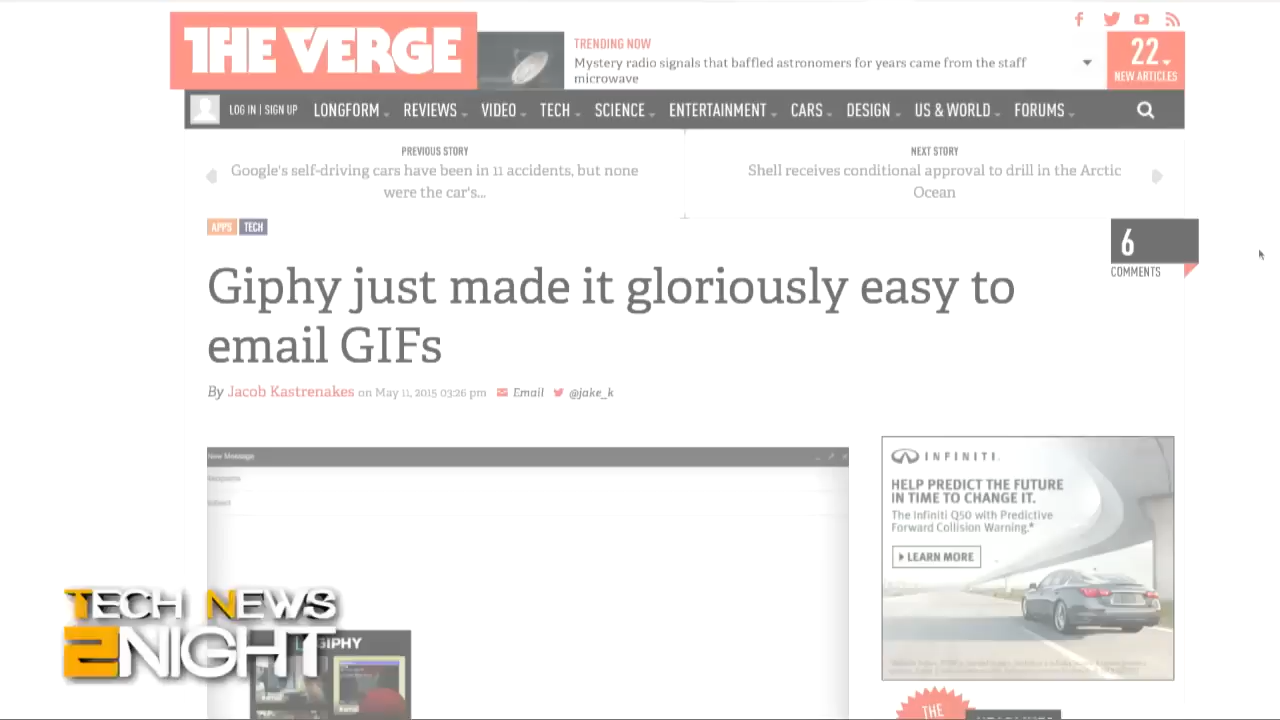 THE VERGE
TRENDING NOW
Mystery radio signals that baffled astronomers for years came from the staff
microwave
22
NEW ARTICLES
LOG IN | SIGN UP LONGFORM REVIEWS VIDEO TECH SCIENCE ENTERTAINMENT CARS DESIGN US & WORLD FORUMS
PREVIOUS STORY
Google's self-driving cars have been in 11 accidents, but none
were the car's...
NEXT STORY
Shell receives conditional approval to drill in the Arctic
Ocean
APPS TECH
6
COMMENTS
Giphy just made it gloriously easy to
email GIFs
By Jacob Kastrenakes on May 11, 2015 03:26 pm Email @jake_k
New Message
Recipients
Subject
GIPHY
INFINITI
HELP PREDICT THE FUTURE
IN TIME TO CHANGE IT.
The Infiniti Q50 with Predictive
Forward Collision Warning.*
LEARN MORE
THE
TECH NEWS
2NIGHT